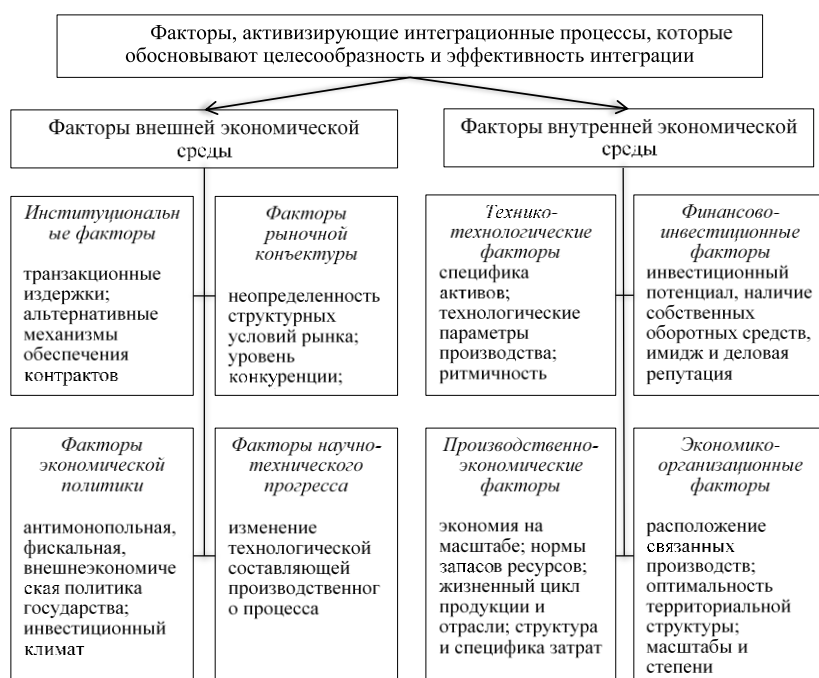 Факторы, активизирующие интеграционные процессы, которые
обосновывают целесообразность и эффективность интеграции
Факторы внешней экономической
среды
Факторы внутренней экономической
среды
Институциональн
ые факторы
транзакционные
издержки;
альтернативные
механизмы
обеспечения
контрактов
Факторы
рыночной
конъектуры
неопределенность
структурных
условий рынка;
уровень
конкуренции;
Технико-
технологические
факторы
специфика
активов;
технологические
параметры
производства;
ритмичность
Финансово-
инвестиционные
факторы
инвестиционный
потенциал, наличие
собственных
оборотных средств,
имидж и деловая
репутация
Факторы
экономической
политики
антимонопольная,
фискальная,
внешнеэкономиче
ская политика
государства;
инвестиционный
климат
Факторы научно-
технического
прогресса
изменение
технологической
составляющей
производственног
о процесса
Производственно-
экономические
факторы
экономия на
масштабе; нормы
запасов ресурсов;
жизненный цикл
продукции и
отрасли; структура
и специфика затрат
Экономико-
организационные
факторы
расположение
связанных
производств;
оптимальность
территориальной
структуры;
масштабы и
степени